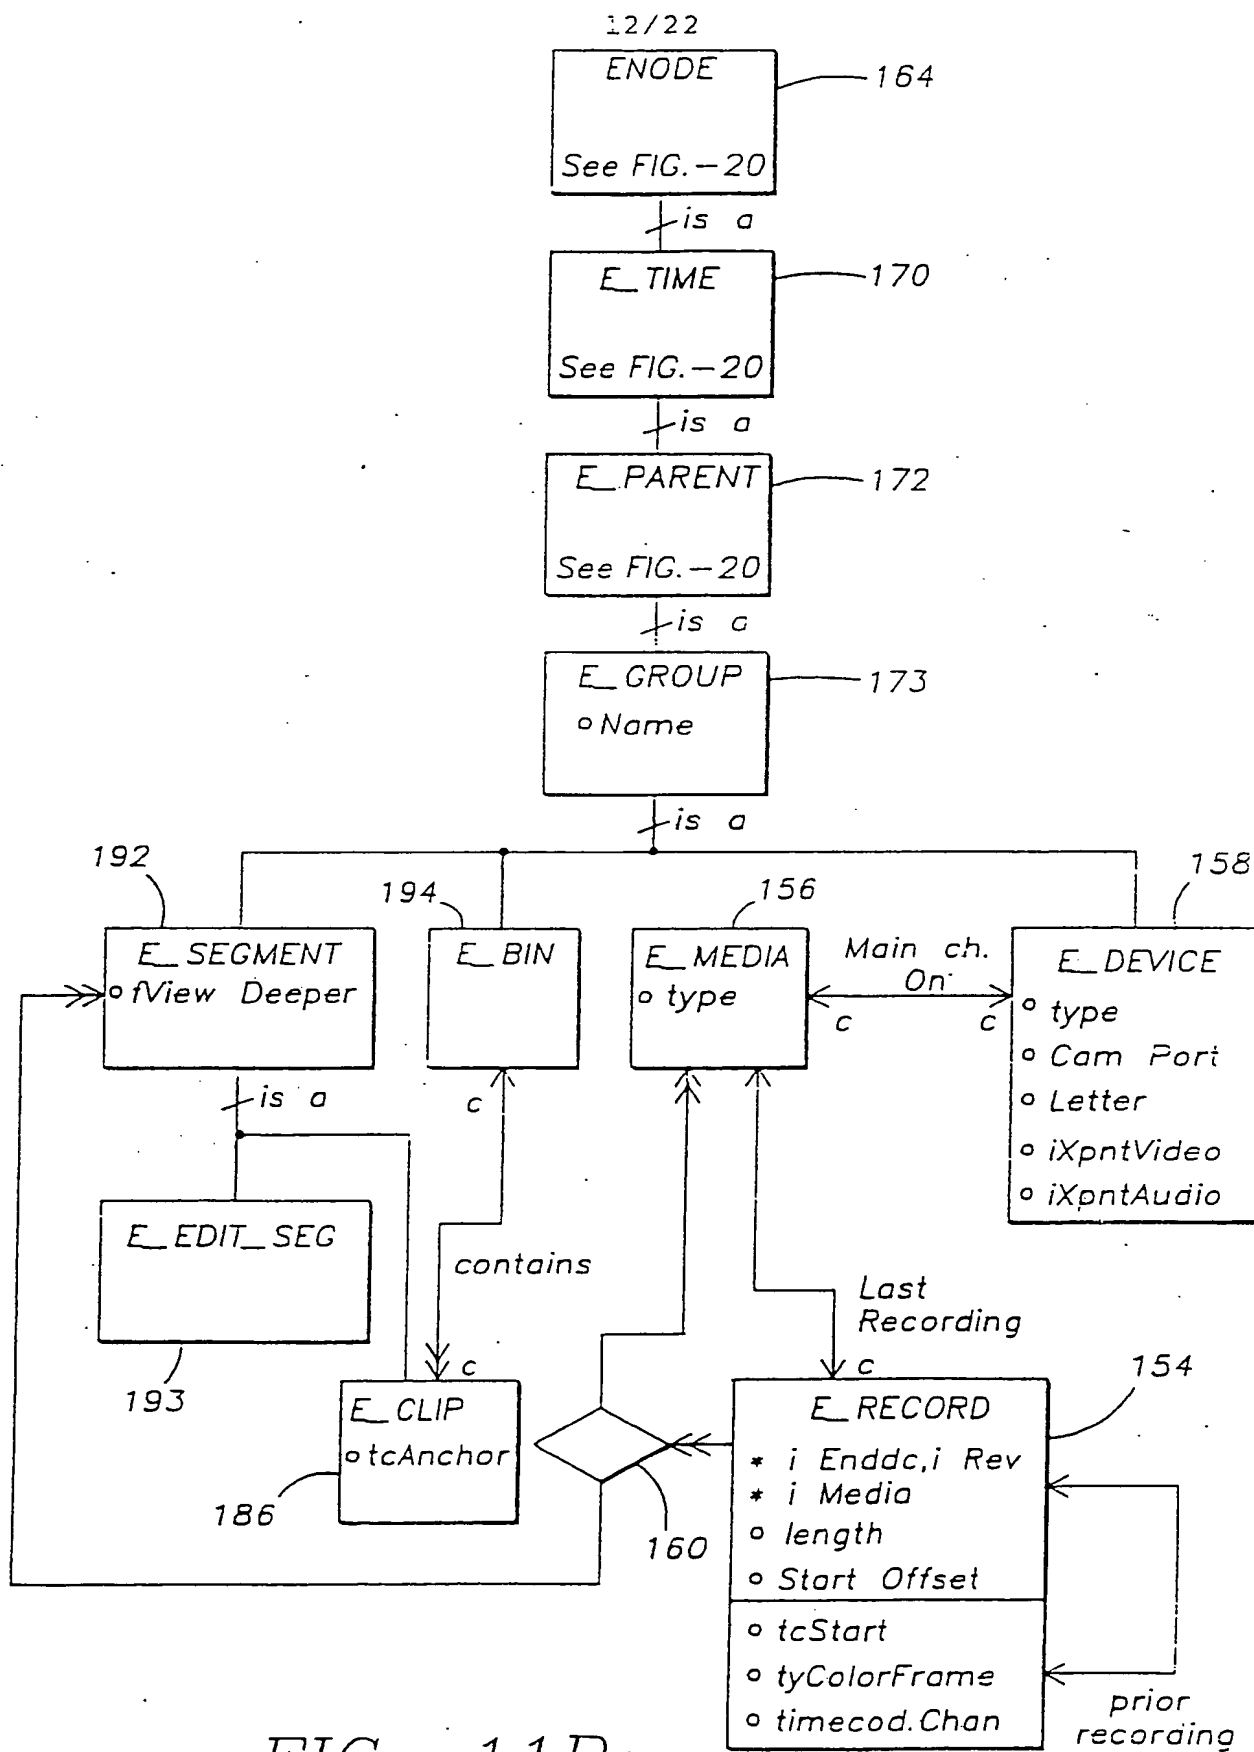 12/22
ENODE
164
See FIG.-20
is a
E_TIME
170
See FIG.-20
is a
E_PARENT
172
See FIG.-20
is a
E_GROUP
173
o Name
is a
192
194
156
158
E_SEGMENT
o fView Deeper
E_BIN
E_MEDIA
o type
Main ch.
On
c
c
E_DEVICE
o type
o Cam Port
o Letter
o iXpntVideo
o iXpntAudio
is a
c
E_EDIT_SEG
193
contains
c
Last
Recording
c
154
E_CLIP
o tcAnchor
186
160
E_RECORD
* i Enddc,i Rev
* i Media
o length
o Start Offset
o tcStart
o tyColorFrame
o timecod.Chan
prior
recording